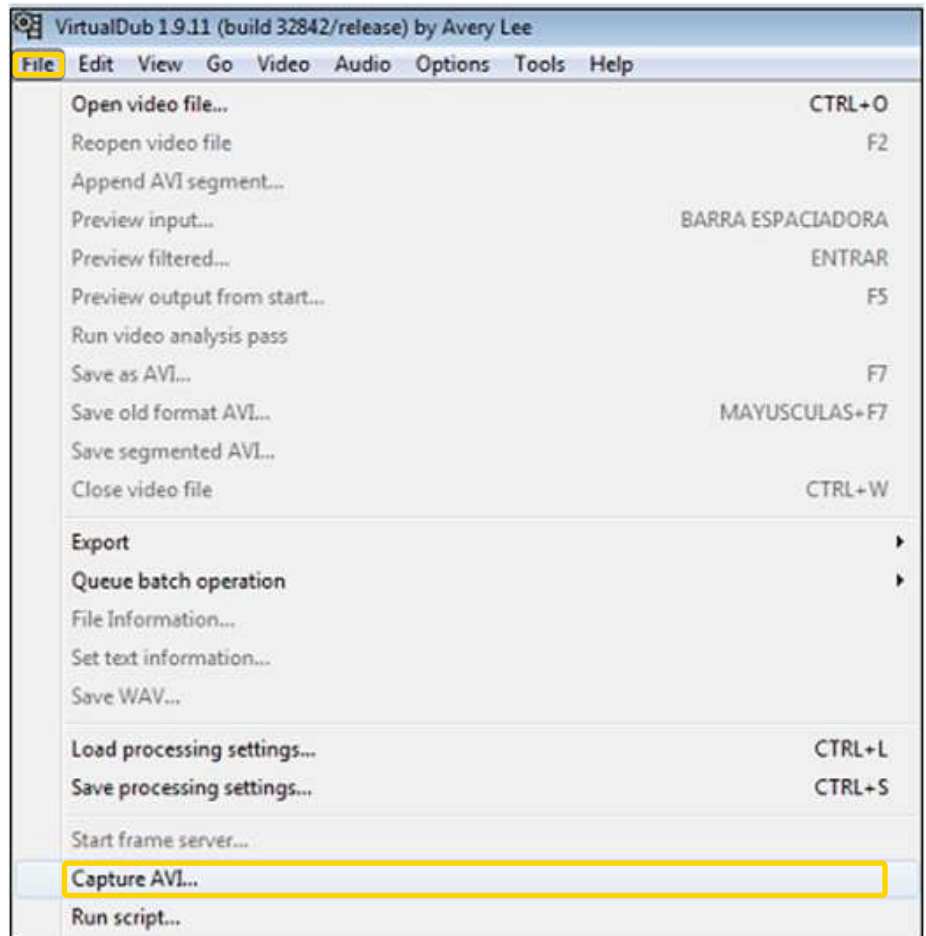 VirtualDub 1.9.11 (build 32842/release) by Avery Lee
File Edit View Go Video Audio Options Tools Help
Open video file... CTRL+O
Reopen video file F2
Append AVI segment...
Preview input... BARRA ESPACIADORA
Preview filtered... ENTRAR
Preview output from start... F5
Run video analysis pass
Save as AVI... F7
Save old format AVI... MAYUSCULAS+F7
Save segmented AVI...
Close video file CTRL+W
Export
Queue batch operation
File Information...
Set text information...
Save WAV...
Load processing settings... CTRL+L
Save processing settings... CTRL+S
Start frame server...
Capture AVI...
Run script...